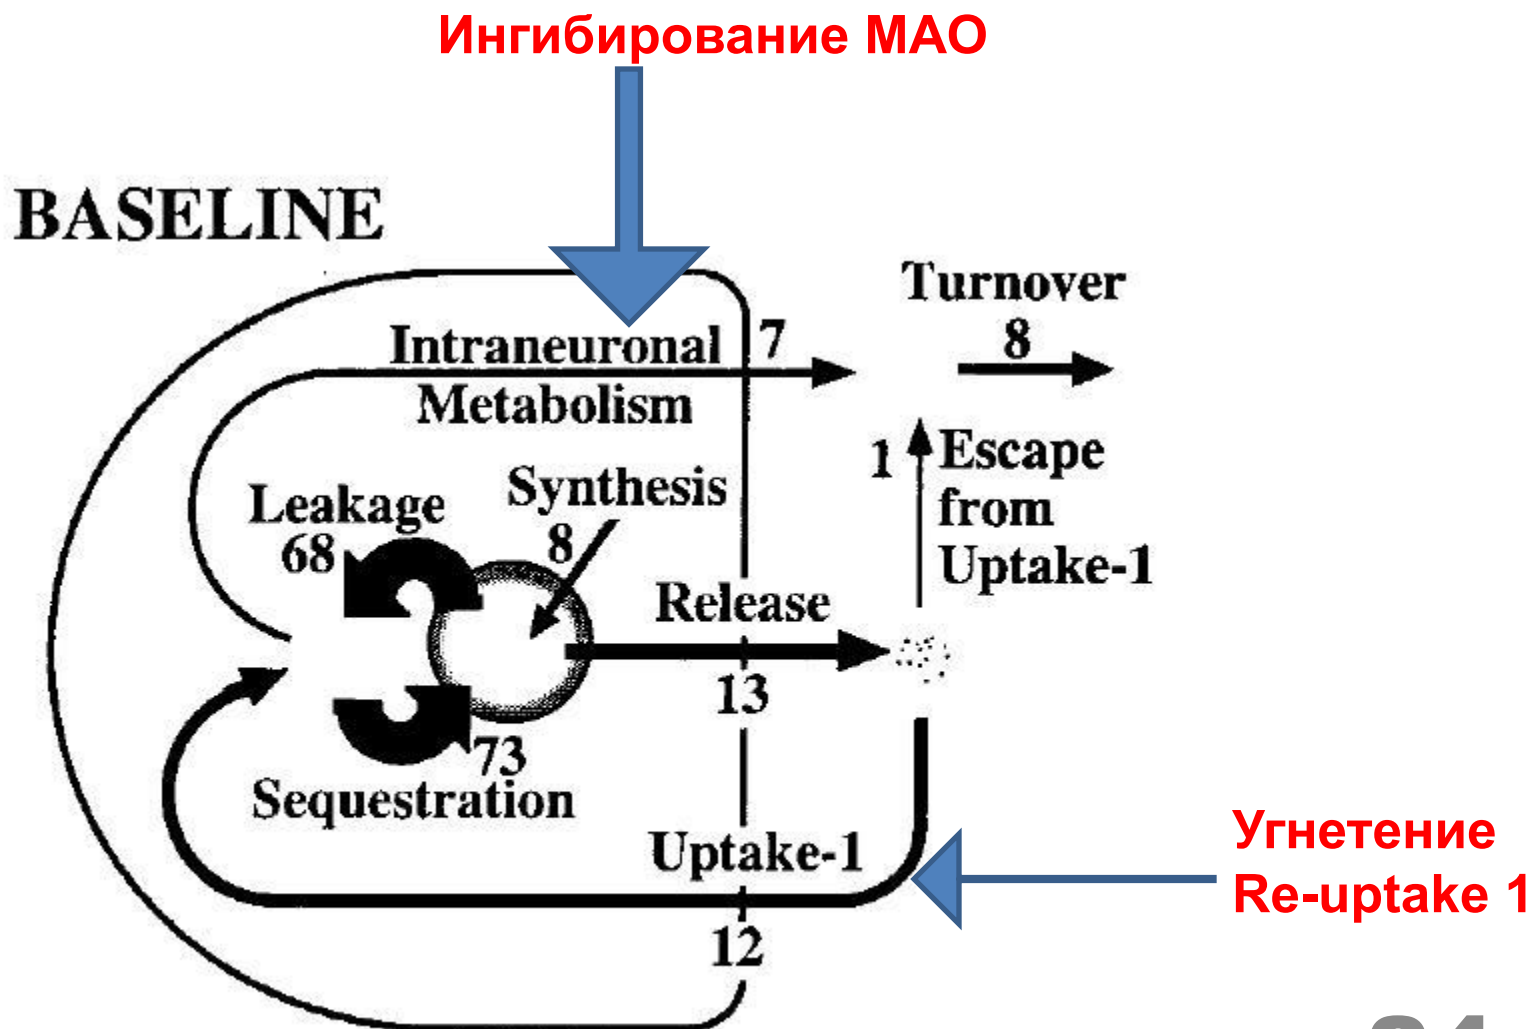 Ингибирование МАО
BASELINE
Turnover
8
Intraneuronal
7
Metabolism
1
Escape
from
Uptake-1
Synthesis
8
Leakage
68
Release
13
73
Sequestration
Uptake-1
12
Угнетение
Re-uptake 1